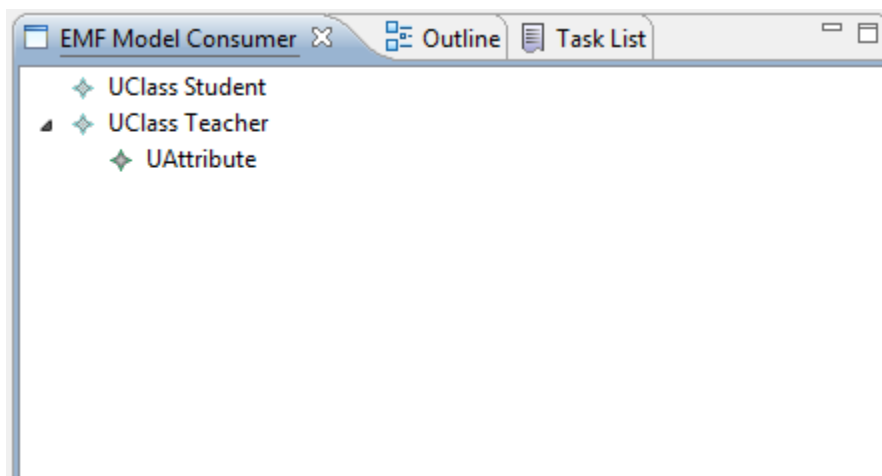 EMF Model Consumer Outline Task List
UClass Student
UClass Teacher
UAttribute